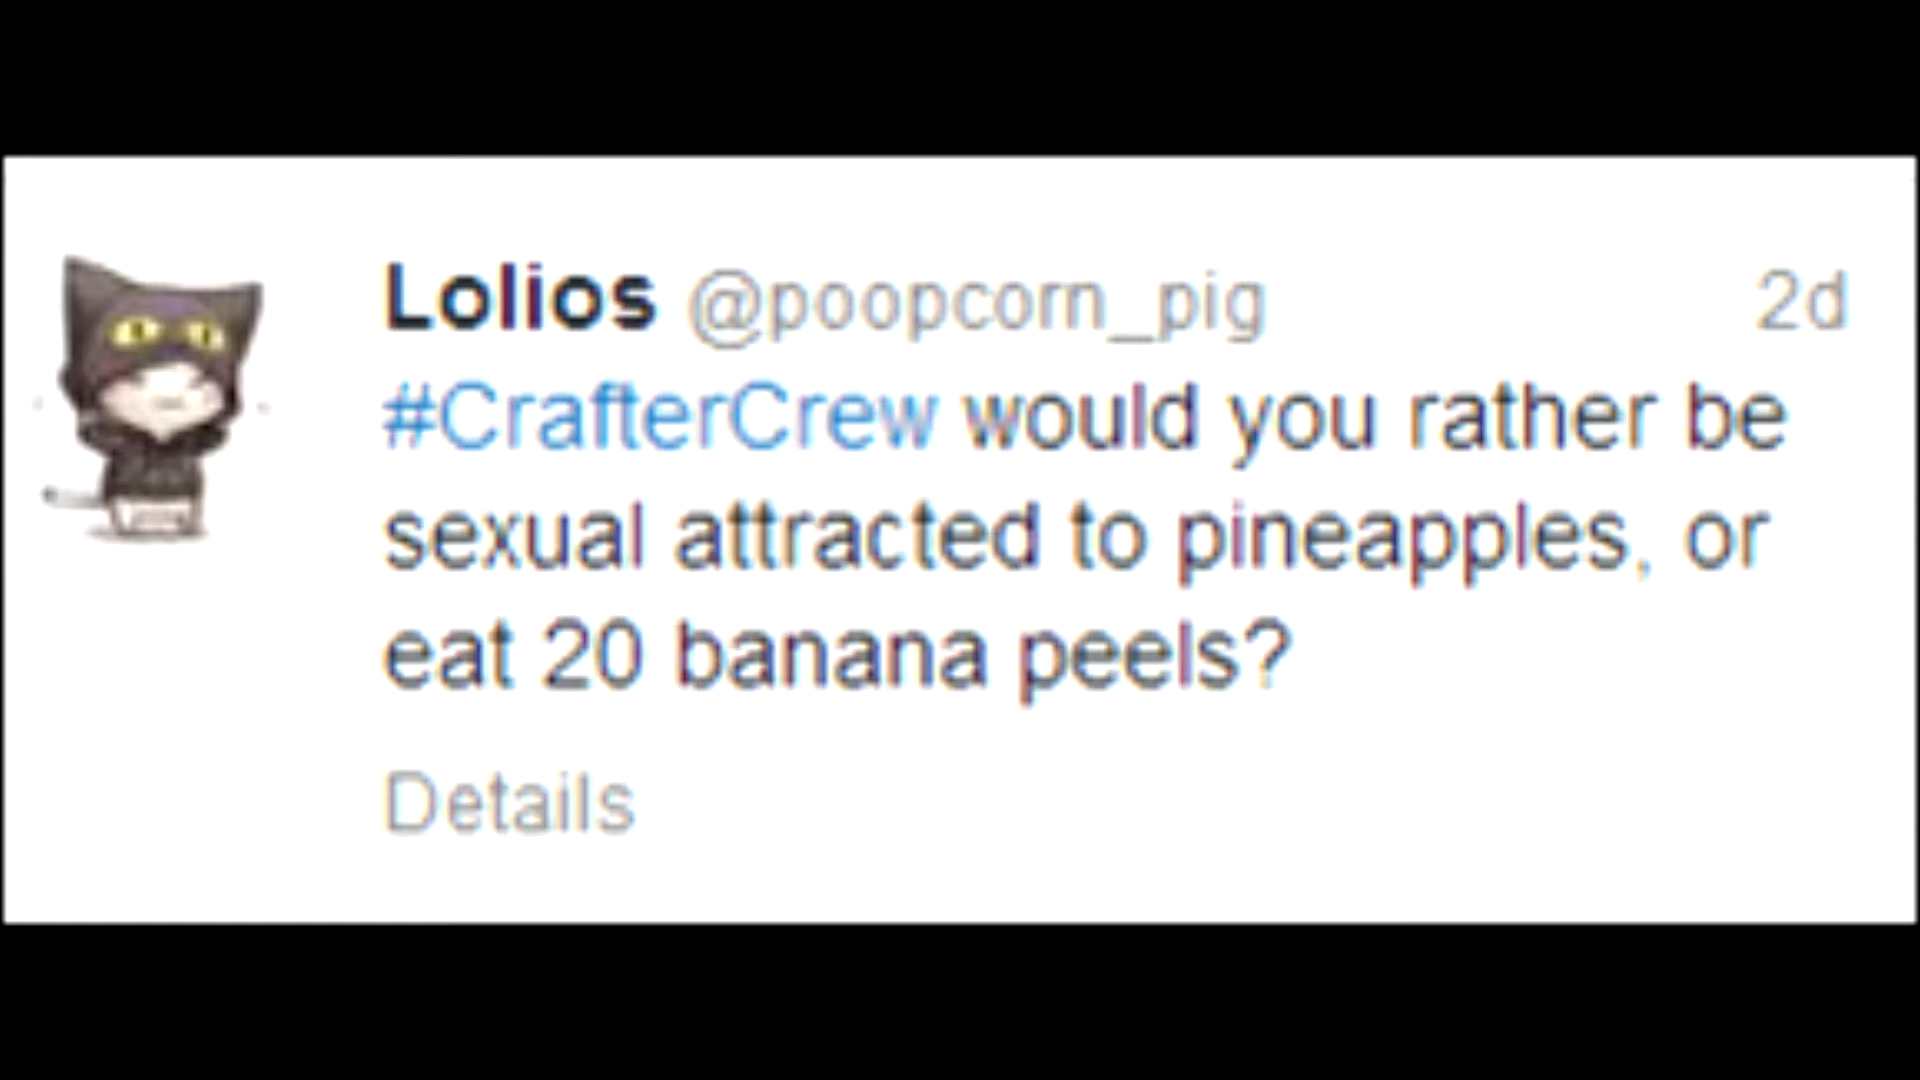 Lolios @poopcorn_pig 2d
#CrafterCrew would you rather be
sexual attracted to pineapples, or
eat 20 banana peels?
Details